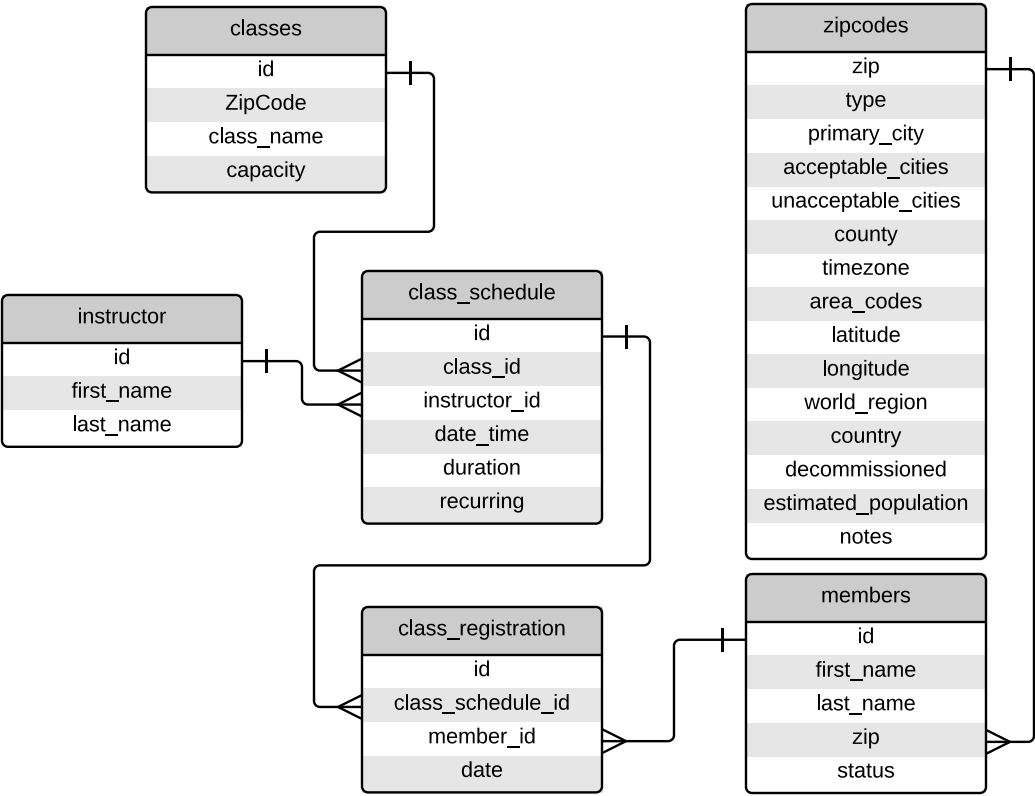 classes
id
ZipCode
class_name
capacity
zipcodes
zip
type
primary_city
acceptable_cities
unacceptable_cities
county
timezone
area_codes
latitude
longitude
world_region
country
decommissioned
estimated_population
notes
instructor
id
first_name
last_name
class_schedule
id
class_id
instructor_id
date_time
duration
recurring
class_registration
id
class_schedule_id
member_id
date
members
id
first_name
last_name
zip
status